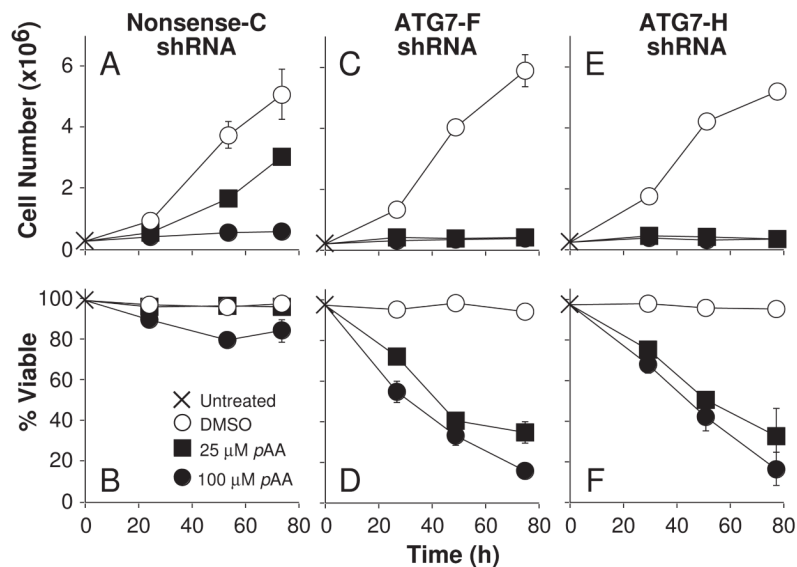 Nonsense-C
shRNA
ATG7-F
shRNA
ATG7-H
shRNA
A
C
E
Cell Number (x10⁶)
6
4
2
0
B
D
F
% Viable
100
80
60
40
20
0
Untreated
DMSO
25 μM pAA
100 μM pAA
0 20 40 60 80 0 20 40 60 80 0 20 40 60 80
Time (h)